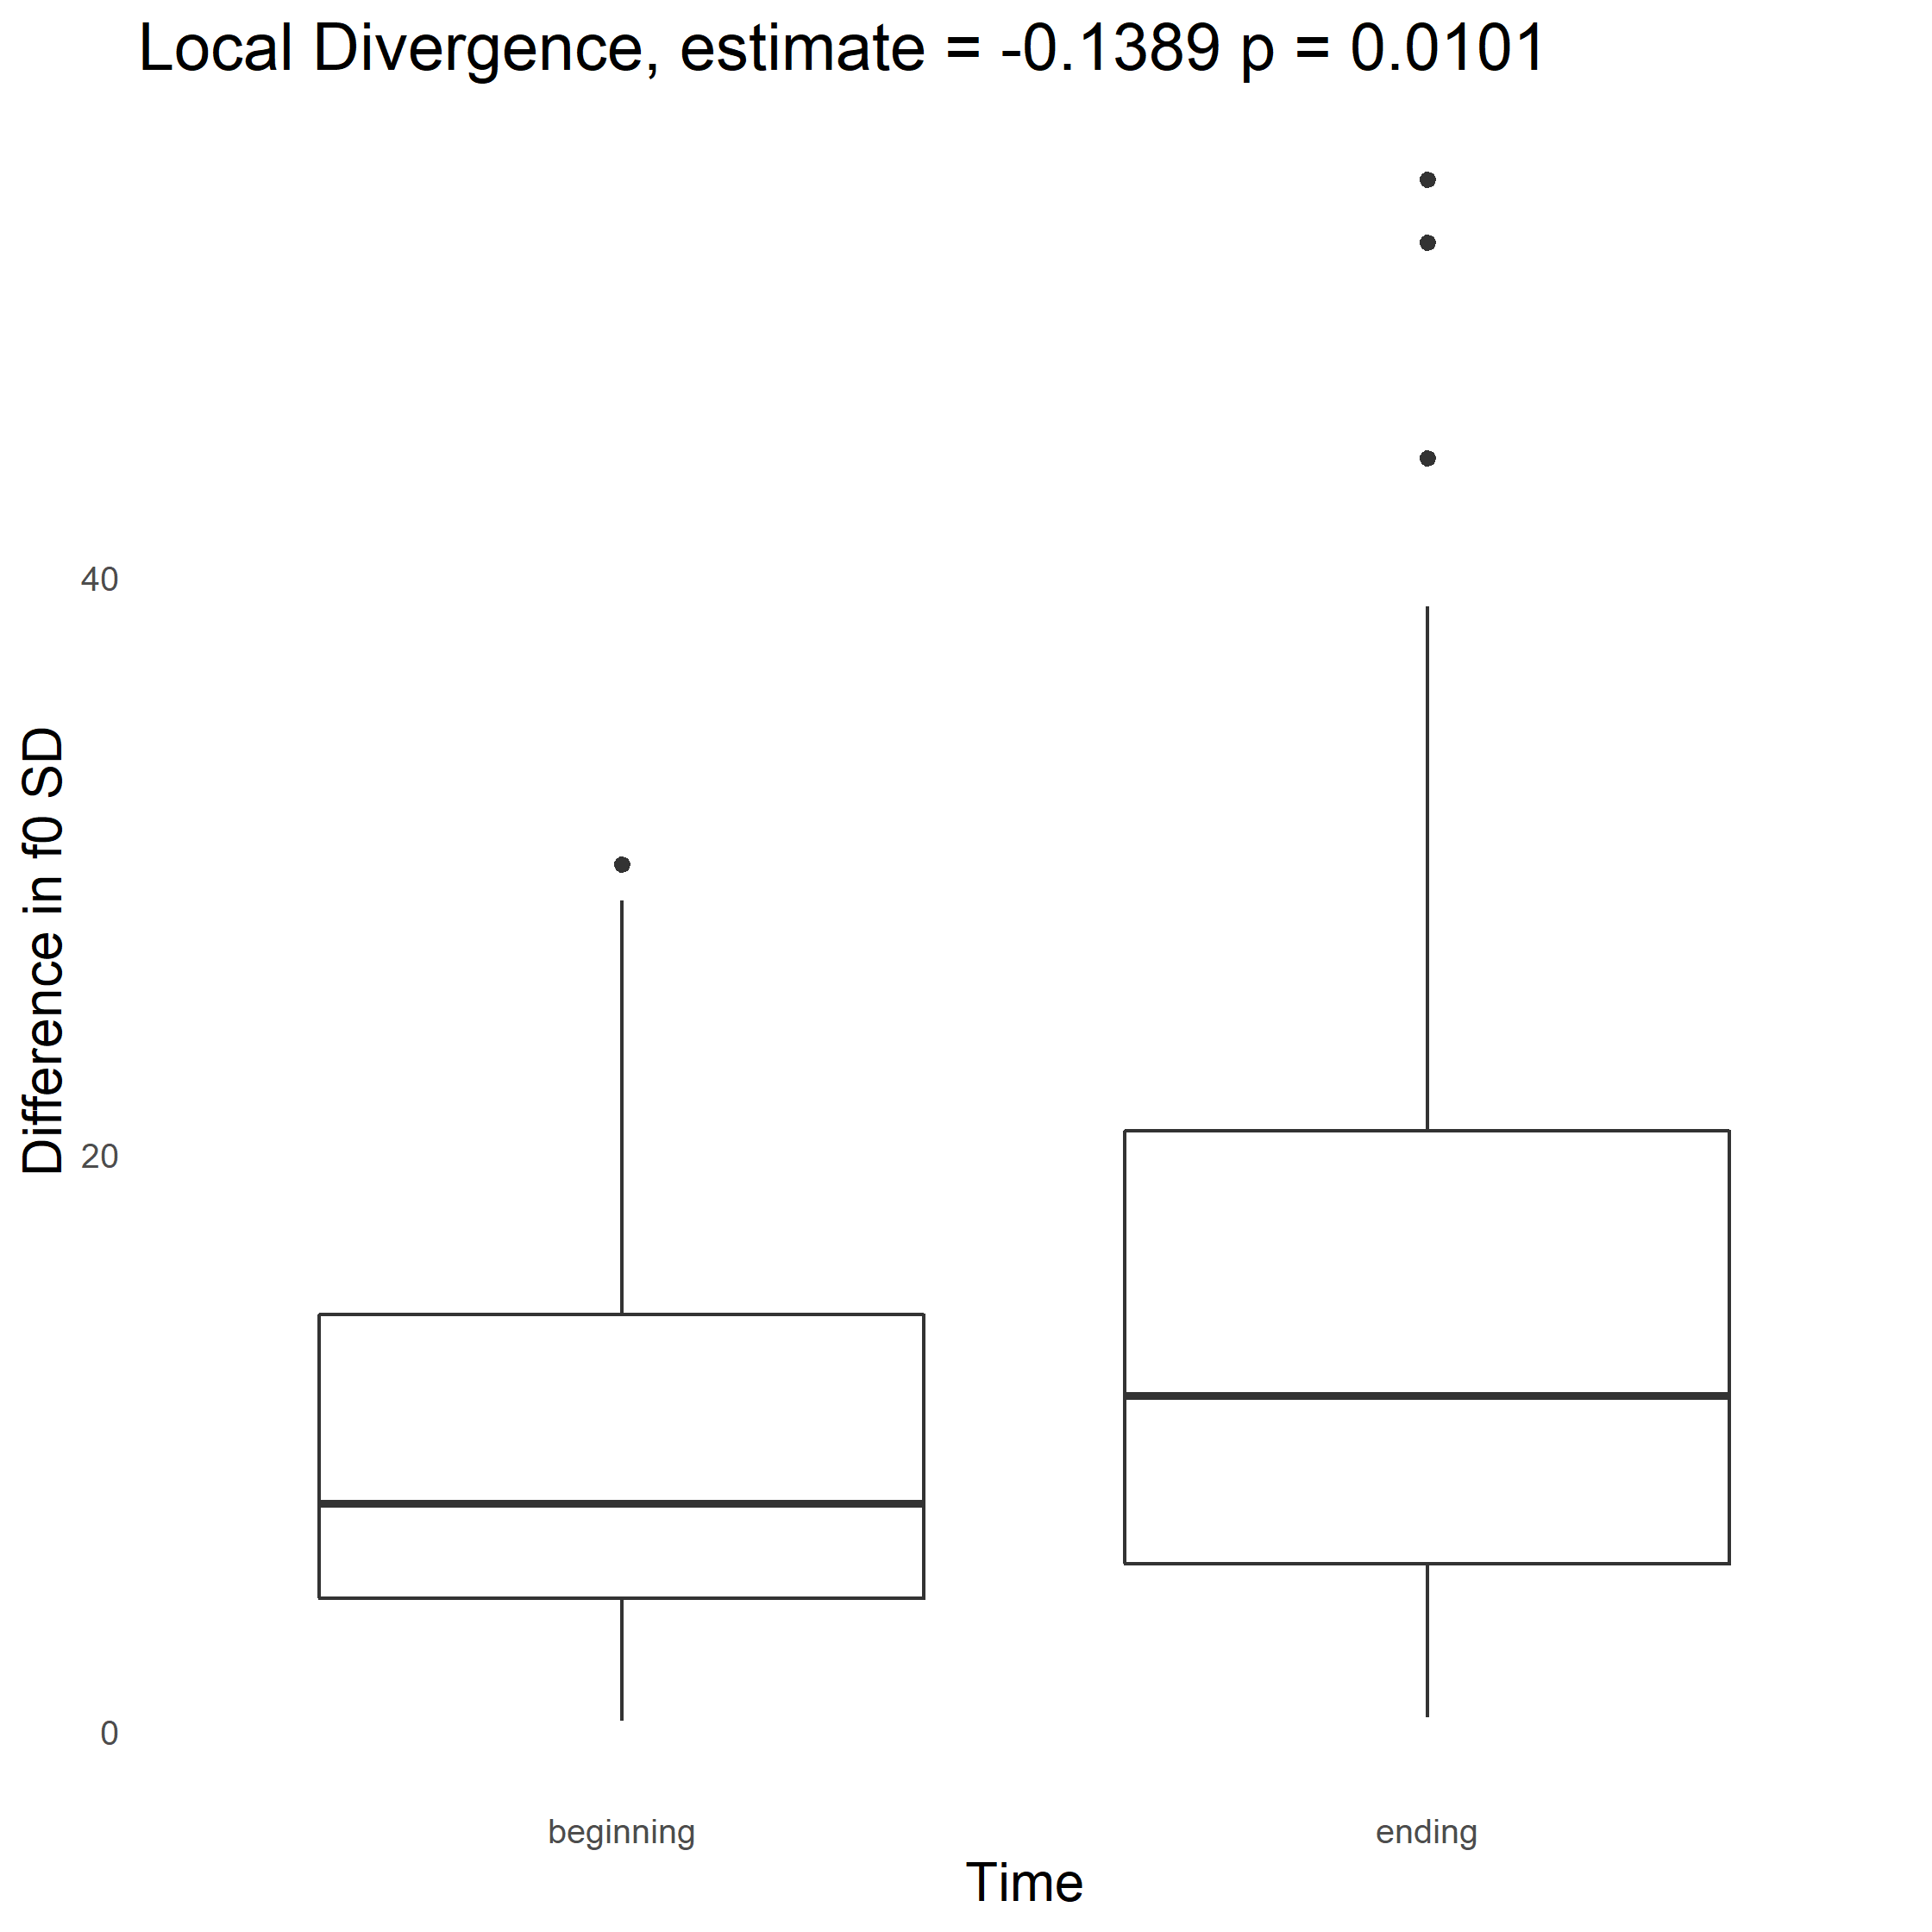 Local Divergence, estimate = -0.1389 p = 0.0101
Difference in f0 SD
40
20
0
beginning
ending
Time